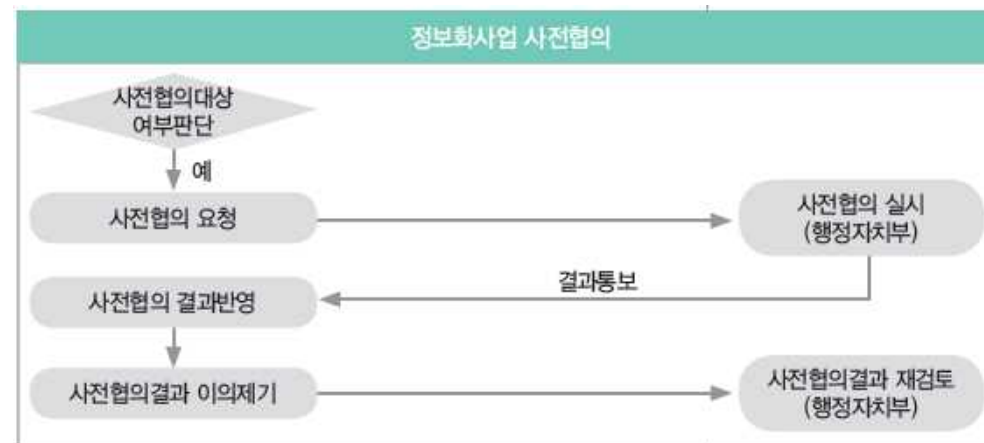 정보화사업 사전협의
사전협의대상
여부판단
예
사전협의 요청
사전협의 실시
(행정자치부)
결과통보
사전협의 결과반영
사전협의결과 이의제기
사전협의결과 재검토
(행정자치부)